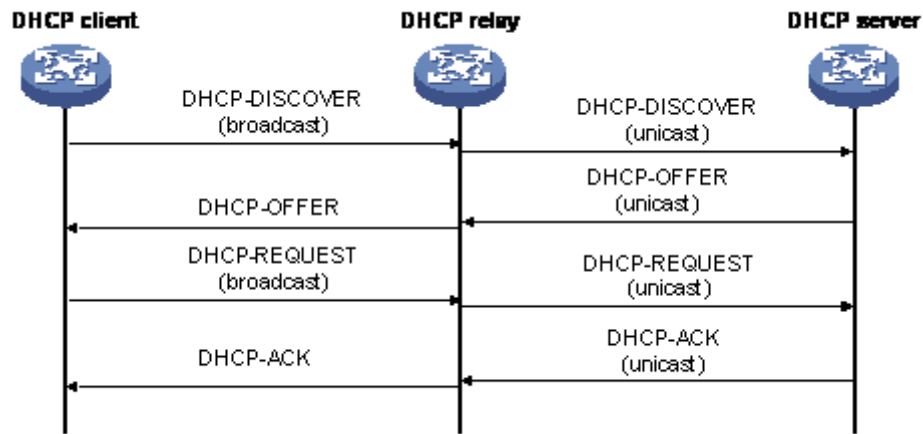 DHCP client
DHCP relay
DHCP server
DHCP-DISCOVER
(broadcast)
DHCP-DISCOVER
(unicast)
DHCP-OFFER
(unicast)
DHCP-OFFER
DHCP-REQUEST
(broadcast)
DHCP-REQUEST
(unicast)
DHCP-ACK
(unicast)
DHCP-ACK